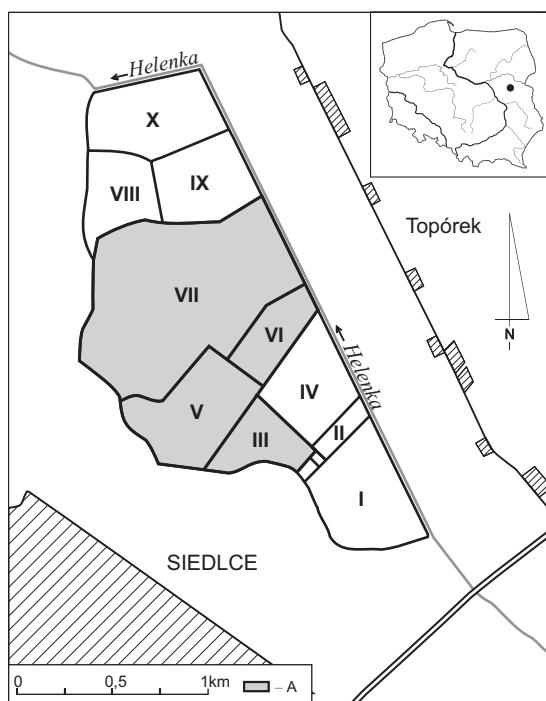 Helenka
X
VIII
IX
Topórek
VII
N
VI
Helenka
IV
V
II
III
I
SIEDLCE
0 0,5 1km
– A